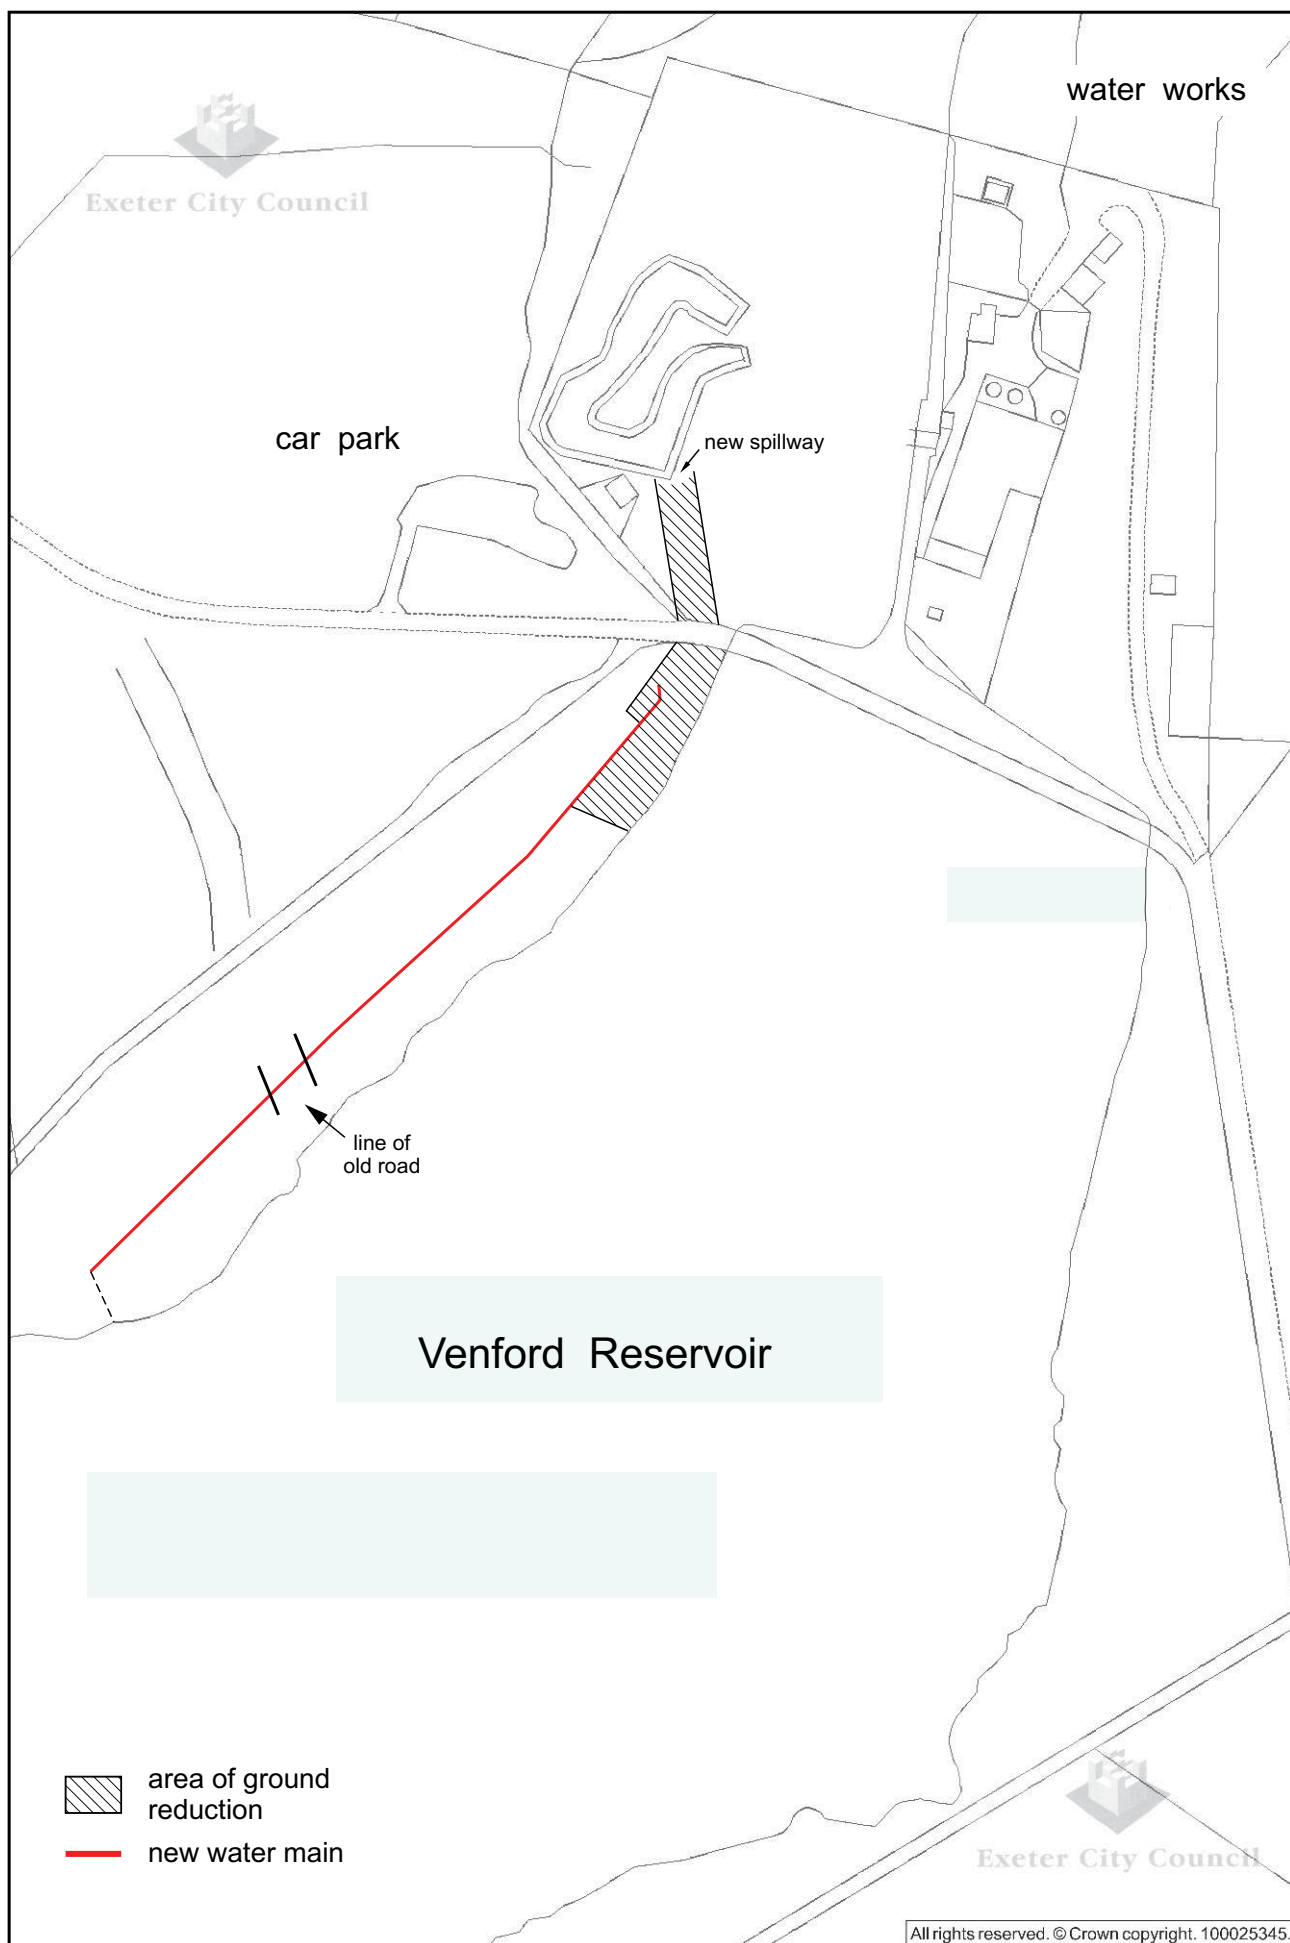 water works
Exeter City Council
car park
new spillway
line of
old road
Venford Reservoir
area of ground
reduction
new water main
Exeter City Council
All rights reserved. © Crown copyright. 100025345.